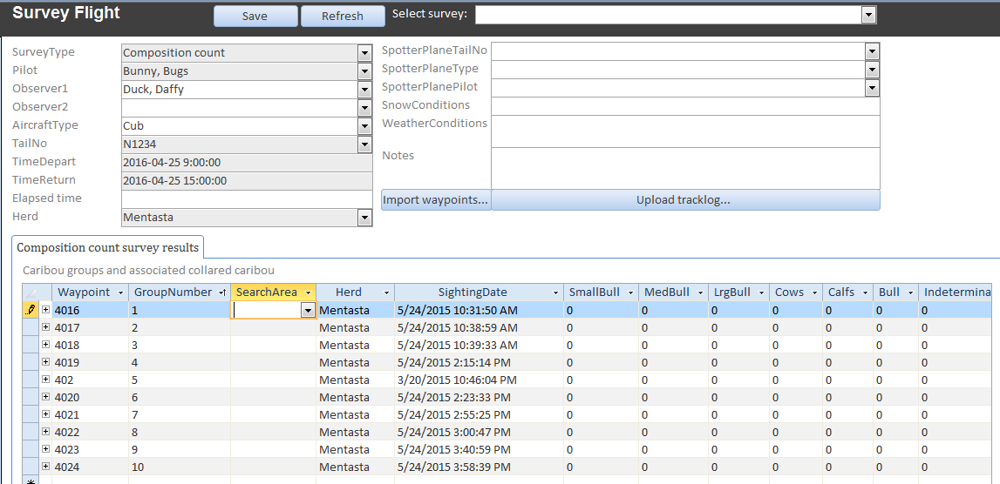 Survey Flight Save Refresh Select survey:
SurveyType Composition count SpotterPlaneTailNo
Pilot Bunny, Bugs SpotterPlaneType
Observer1 Duck, Daffy SpotterPlanePilot
Observer2 SnowConditions
AircraftType Cub WeatherConditions
TailNo N1234
TimeDepart 2016-04-25 9:00:00 Notes
TimeReturn 2016-04-25 15:00:00
Elapsed time Import waypoints... Upload tracklog...
Herd Mentasta
Composition count survey results
Caribou groups and associated collared caribou
Waypoint GroupNumber SearchArea Herd SightingDate SmallBull MedBull LrgBull Cows Calfs Bull Indetermina
4016 1 Mentasta 5/24/2015 10:31:50 AM 0 0 0 0 0 0 0
4017 2 Mentasta 5/24/2015 10:38:59 AM 0 0 0 0 0 0 0
4018 3 Mentasta 5/24/2015 10:39:33 AM 0 0 0 0 0 0 0
4019 4 Mentasta 5/24/2015 2:15:14 PM 0 0 0 0 0 0 0
402 5 Mentasta 3/20/2015 10:46:04 PM 0 0 0 0 0 0 0
4020 6 Mentasta 5/24/2015 2:23:33 PM 0 0 0 0 0 0 0
4021 7 Mentasta 5/24/2015 2:55:25 PM 0 0 0 0 0 0 0
4022 8 Mentasta 5/24/2015 3:00:47 PM 0 0 0 0 0 0 0
4023 9 Mentasta 5/24/2015 3:40:59 PM 0 0 0 0 0 0 0
4024 10 Mentasta 5/24/2015 3:58:39 PM 0 0 0 0 0 0 0